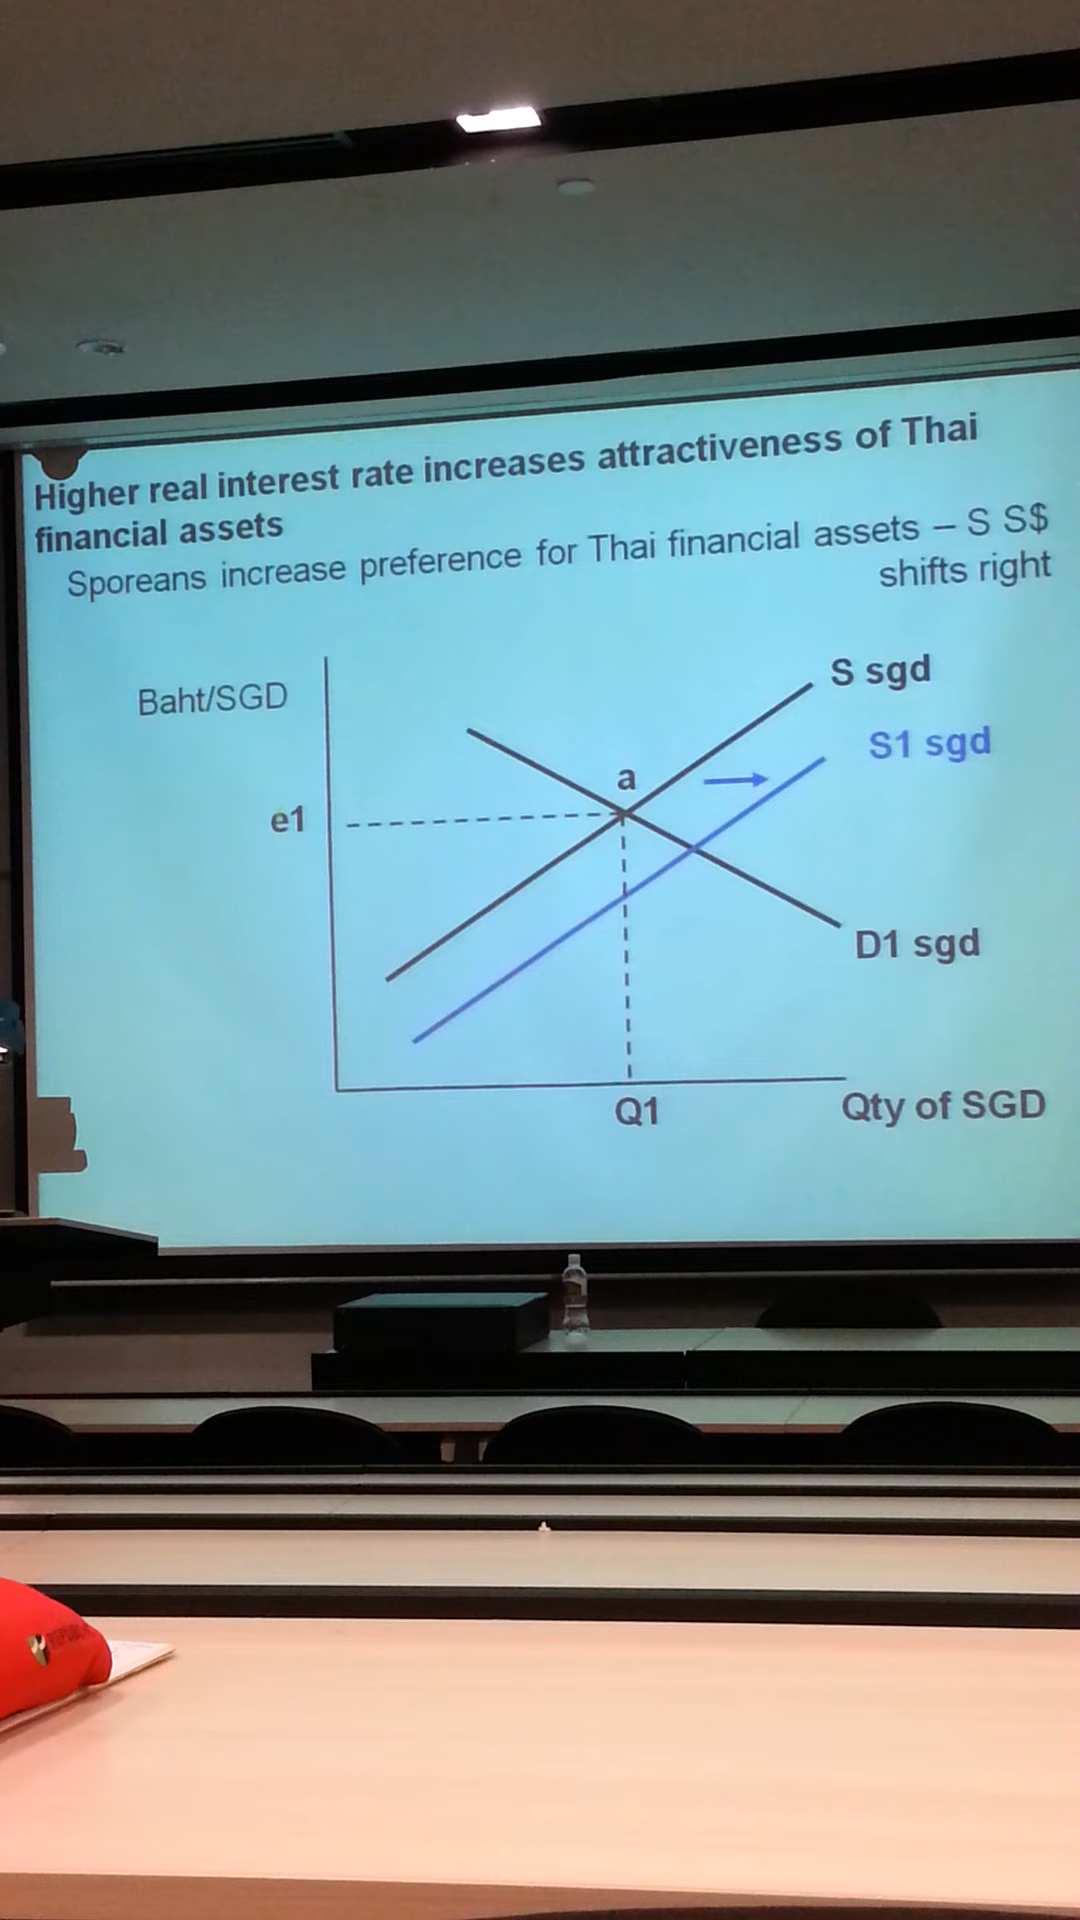 Higher real interest rate increases attractiveness of Thai
financial assets
Sporeans increase preference for Thai financial assets – S S$
shifts right
Baht/SGD
S sgd
S1 sgd
a
e1
D1 sgd
Q1
Qty of SGD